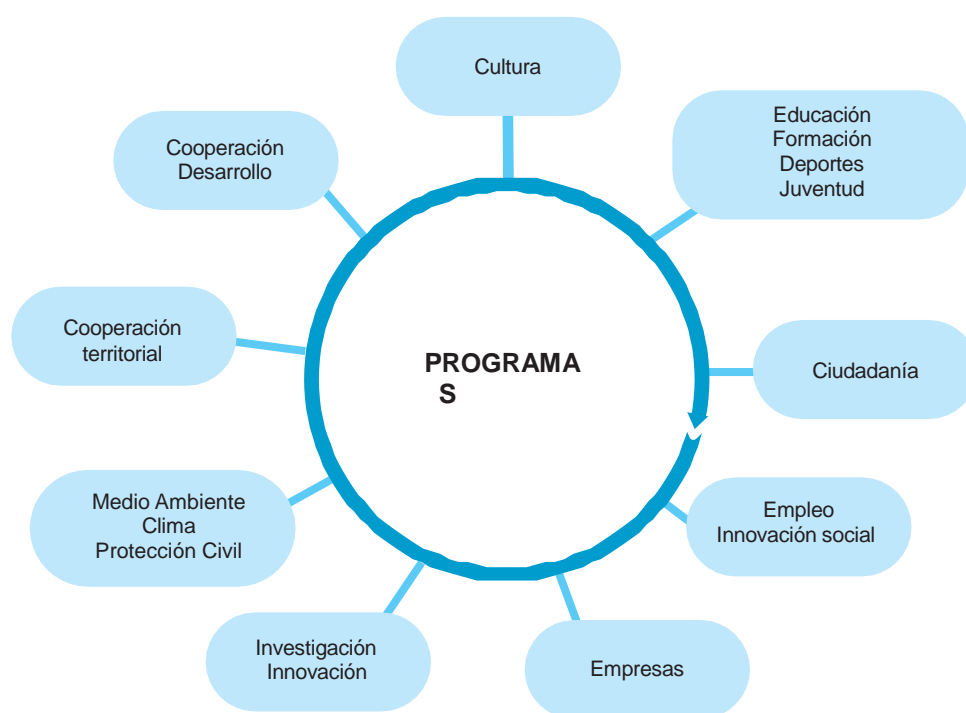 Cultura
Educación
Formación
Deportes
Juventud
Cooperación
Desarrollo
Cooperación
territorial
PROGRAMA
S
Ciudadanía
Medio Ambiente
Clima
Protección Civil
Empleo
Innovación social
Investigación
Innovación
Empresas